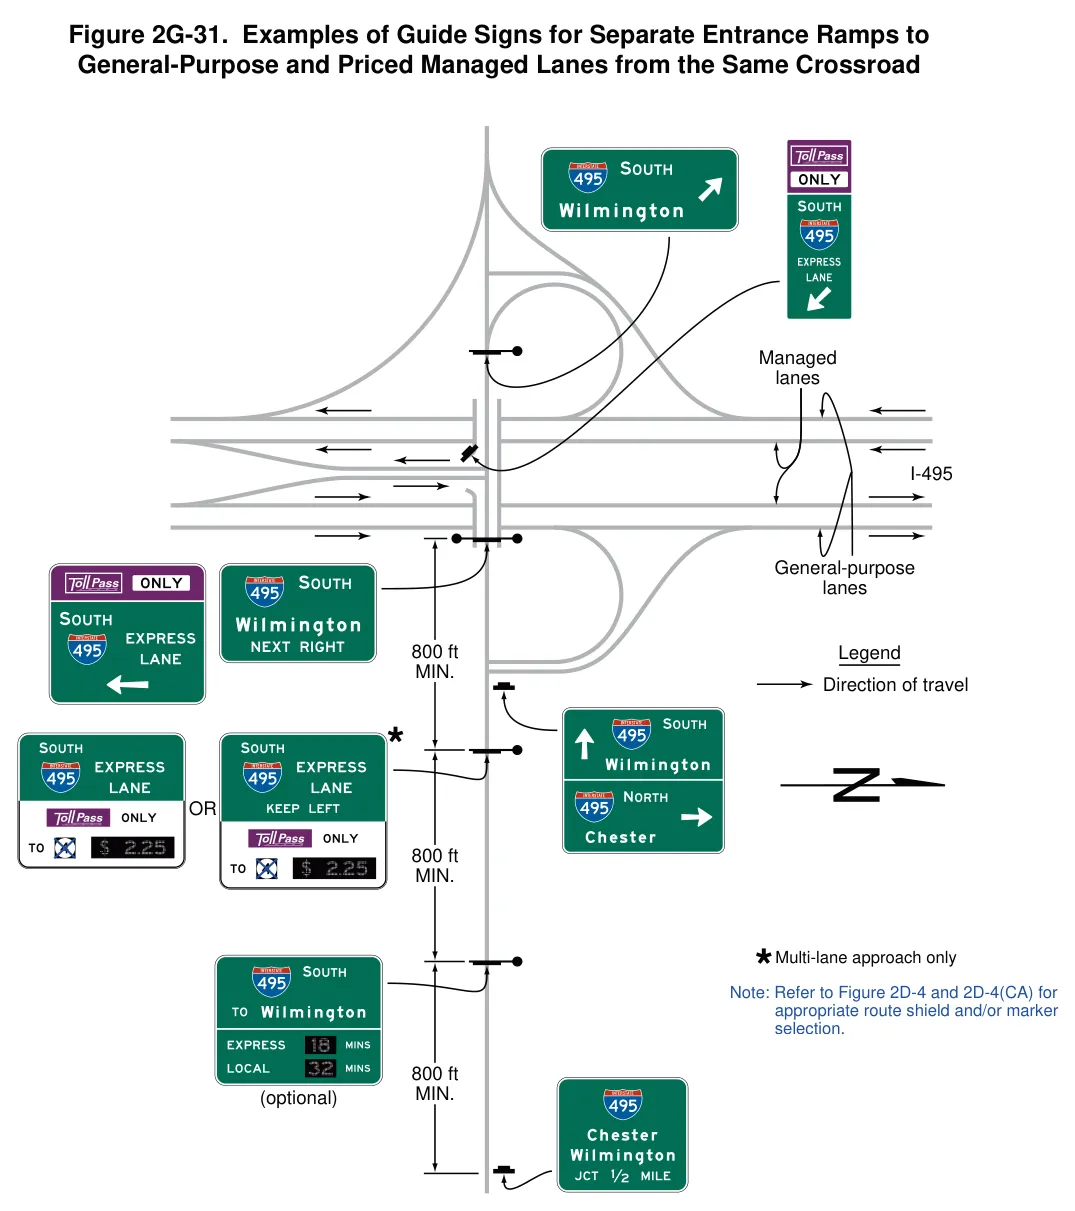 Figure 2G-31. Examples of Guide Signs for Separate Entrance Ramps to
General-Purpose and Priced Managed Lanes from the Same Crossroad
INTERSTATE
495
SOUTH
Wilmington
Toll Pass
ONLY
SOUTH
INTERSTATE
495
EXPRESS
LANE
Managed
lanes
I-495
General-purpose
lanes
Toll Pass
ONLY
SOUTH
INTERSTATE
495
EXPRESS
LANE
INTERSTATE
495
SOUTH
Wilmington
NEXT RIGHT
800 ft
MIN.
Legend
Direction of travel
INTERSTATE
495
SOUTH
Wilmington
INTERSTATE
495
NORTH
Chester
N
SOUTH
INTERSTATE
495
EXPRESS
LANE
Toll Pass ONLY
TO $ 2.25
OR
*
SOUTH
INTERSTATE
495
EXPRESS
LANE
KEEP LEFT
Toll Pass ONLY
TO $ 2.25
800 ft
MIN.
INTERSTATE
495
SOUTH
TO Wilmington
EXPRESS 18 MINS
LOCAL 32 MINS
(optional)
800 ft
MIN.
* Multi-lane approach only
Note: Refer to Figure 2D-4 and 2D-4(CA) for
appropriate route shield and/or marker
selection.
INTERSTATE
495
Chester
Wilmington
JCT 1/2 MILE